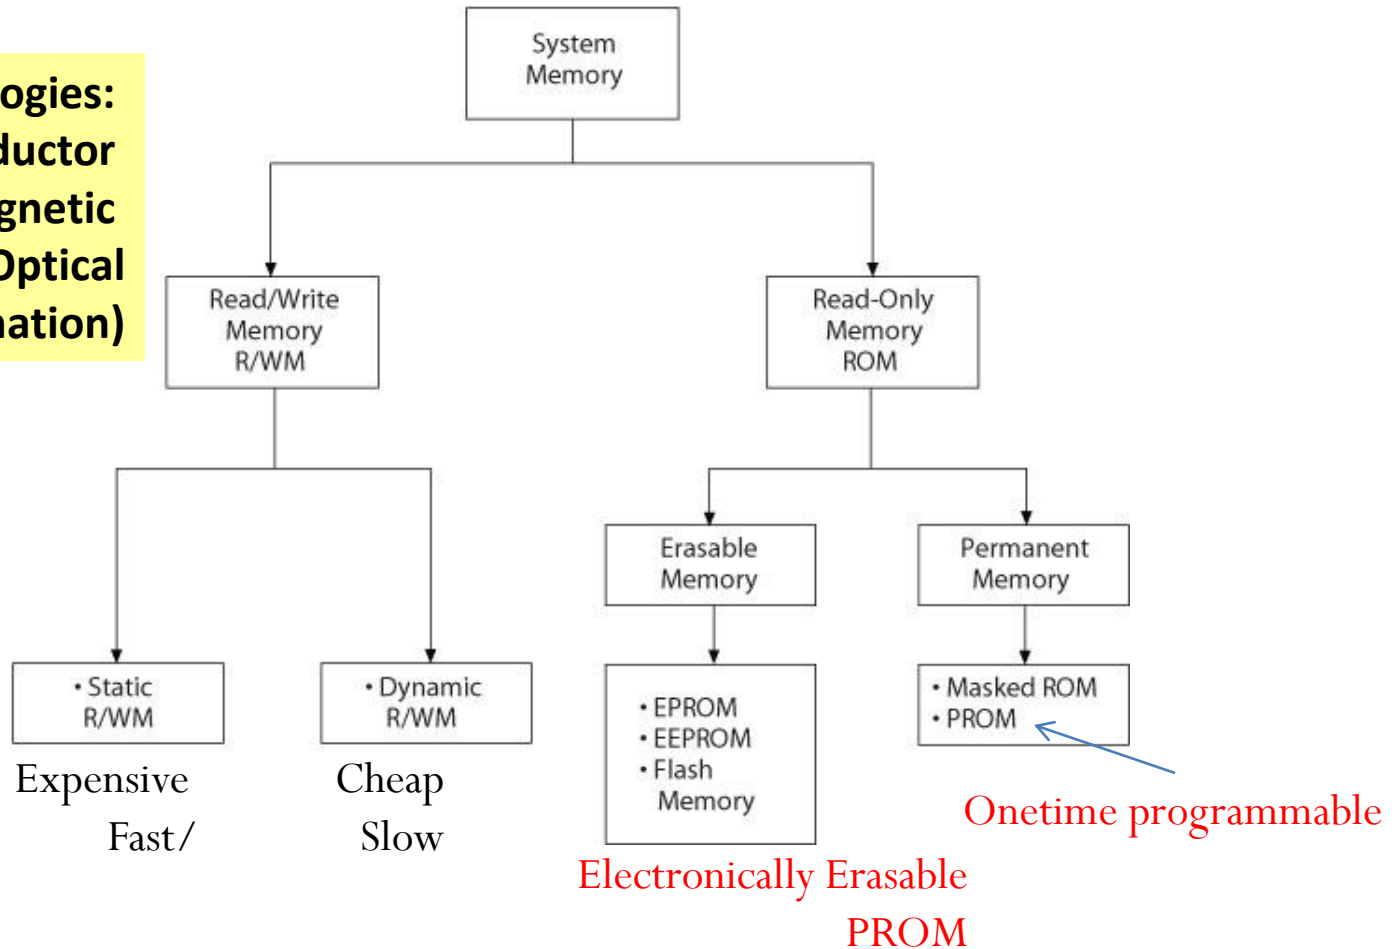 System
Memory
ogies:
ductor
gnetic
Optical
nation)
Read/Write
Memory
R/WM
Read-Only
Memory
ROM
Erasable
Memory
Permanent
Memory
• Static
R/WM
• Dynamic
R/WM
• EPROM
• EEPROM
• Flash
Memory
• Masked ROM
• PROM
Expensive
Fast/
Cheap
Slow
Onetime programmable
Electronically Erasable
PROM